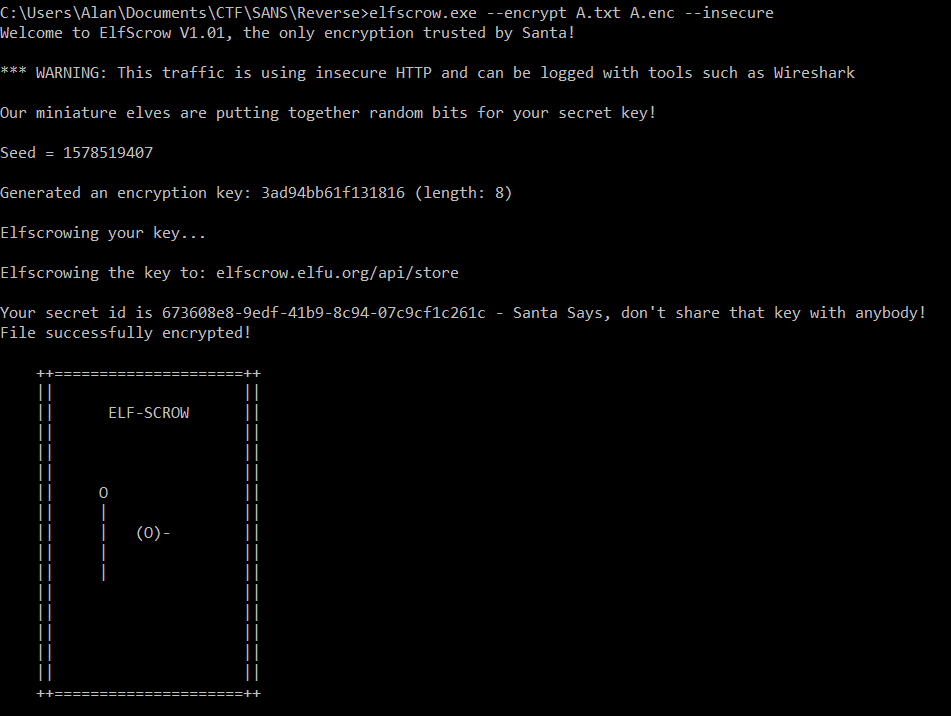 C:\Users\Alan\Documents\CTF\SANS\Reverse>elfscrow.exe --encrypt A.txt A.enc --insecure
Welcome to ElfScrow V1.01, the only encryption trusted by Santa!
*** WARNING: This traffic is using insecure HTTP and can be logged with tools such as Wireshark
Our miniature elves are putting together random bits for your secret key!
Seed = 1578519407
Generated an encryption key: 3ad94bb61f131816 (length: 8)
Elfscrowing your key...
Elfscrowing the key to: elfscrow.elfu.org/api/store
Your secret id is 673608e8-9edf-41b9-8c94-07c9cf1c261c - Santa Says, don't share that key with anybody!
File successfully encrypted!
    ++=====================++
    ||                     ||
    ||      ELF-SCROW      ||
    ||                     ||
    ||                     ||
    ||                     ||
    ||     O               ||
    ||     |               ||
    ||     |   (O)-        ||
    ||     |               ||
    ||     |               ||
    ||                     ||
    ||                     ||
    ||                     ||
    ||                     ||
    ||                     ||
    ++=====================++